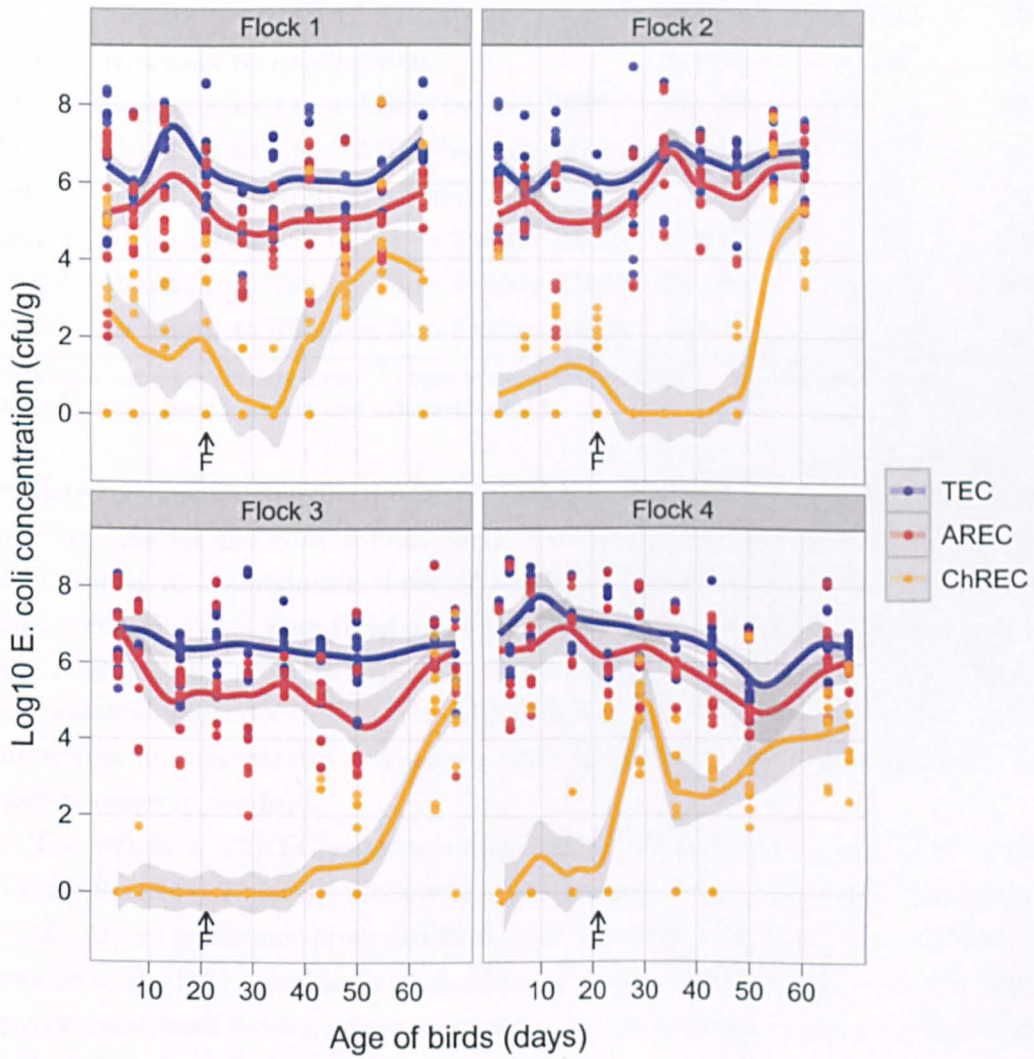 Flock 1
Flock 2
8
6
4
2
0
F
F
Flock 3
Flock 4
8
6
4
2
0
F
F
10 20 30 40 50 60
10 20 30 40 50 60
Log10 E. coli concentration (cfu/g)
Age of birds (days)
TEC
AREC
ChREC